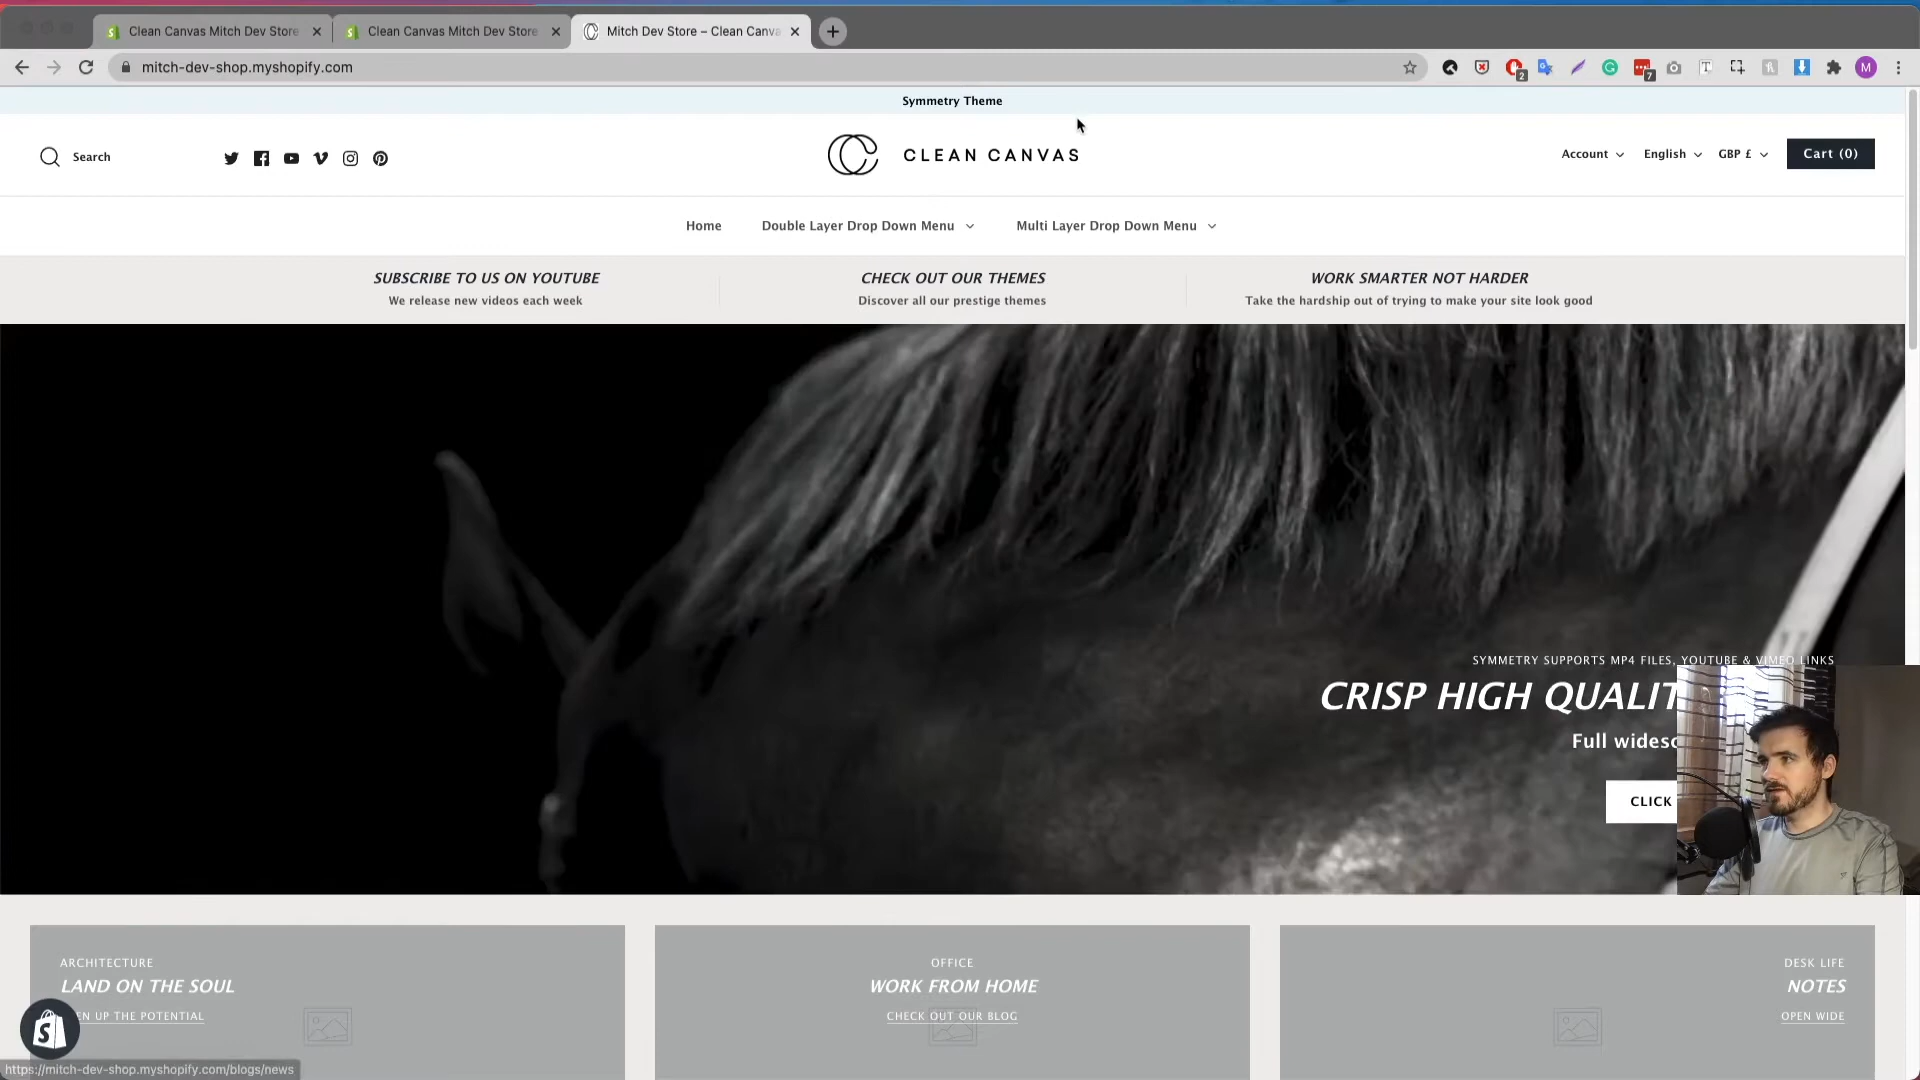 Clean Canvas Mitch Dev Store
Clean Canvas Mitch Dev Store
Mitch Dev Store – Clean Canva
mitch-dev-shop.myshopify.com
2
7
M
Symmetry Theme
Search
CLEAN CANVAS
Account
English
GBP £
Cart (0)
Home
Double Layer Drop Down Menu
Multi Layer Drop Down Menu
SUBSCRIBE TO US ON YOUTUBE
We release new videos each week
CHECK OUT OUR THEMES
Discover all our prestige themes
WORK SMARTER NOT HARDER
Take the hardship out of trying to make your site look good
SYMMETRY SUPPORTS MP4 FILES, YOUTUBE & VIMEO LINKS
CRISP HIGH QUALIT
Full widesc
CLICK
ARCHITECTURE
LAND ON THE SOUL
EN UP THE POTENTIAL
OFFICE
WORK FROM HOME
CHECK OUT OUR BLOG
DESK LIFE
NOTES
OPEN WIDE
https://mitch-dev-shop.myshopify.com/blogs/news